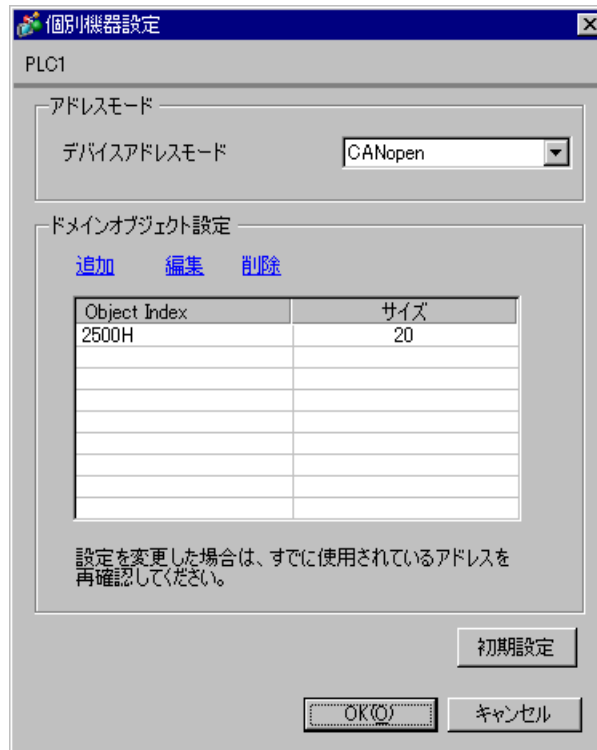 個別機器設定
PLC1
アドレスモード
デバイスアドレスモード CANopen
ドメインオブジェクト設定
追加 編集 削除
Object Index サイズ
2500H 20
設定を変更した場合は、すでに使用されているアドレスを
再確認してください。
初期設定
OK(O) キャンセル